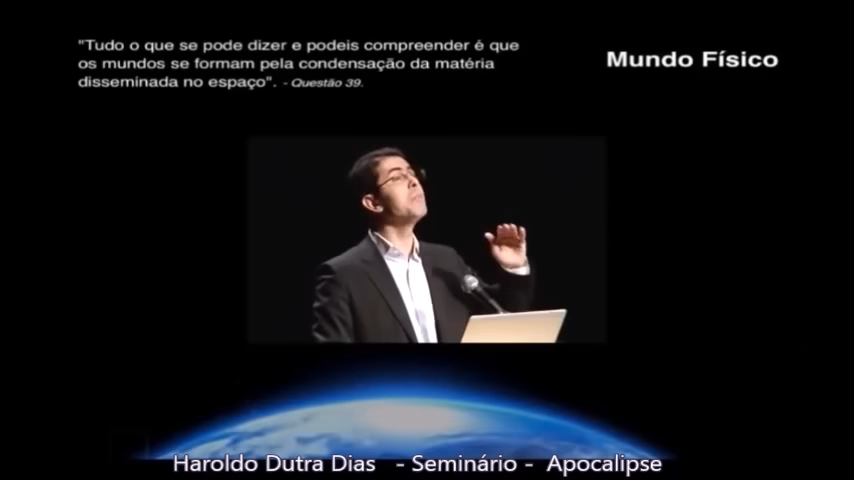 "Tudo o que se pode dizer e podeis compreender é que
os mundos se formam pela condensação da matéria
disseminada no espaço". - Questão 39.
Mundo Físico
Haroldo Dutra Dias - Seminário - Apocalipse